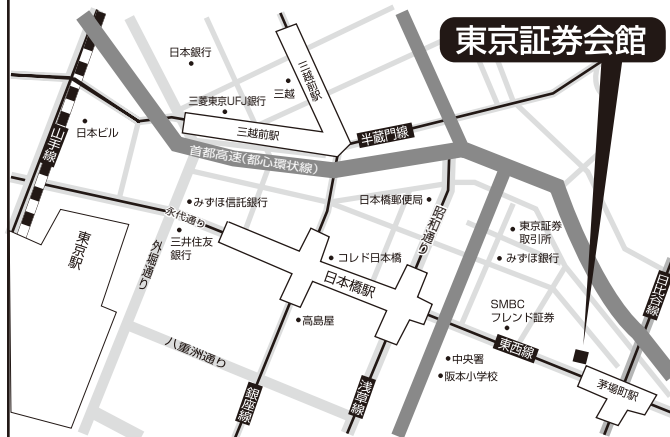 東京証券会館
日本銀行
三越前駅
三越
三菱東京UFJ銀行
三越前駅
半蔵門線
日本ビル
山手線
首都高速(都心環状線)
みずほ信託銀行
日本橋郵便局
昭和通り
永代通り
東京証券
取引所
三井住友
銀行
外堀通り
東京駅
コレド日本橋
みずほ銀行
日本橋駅
日比谷線
SMBC
フレンド証券
高島屋
東西線
八重洲通り
中央署
阪本小学校
茅場町駅
銀座線
浅草線